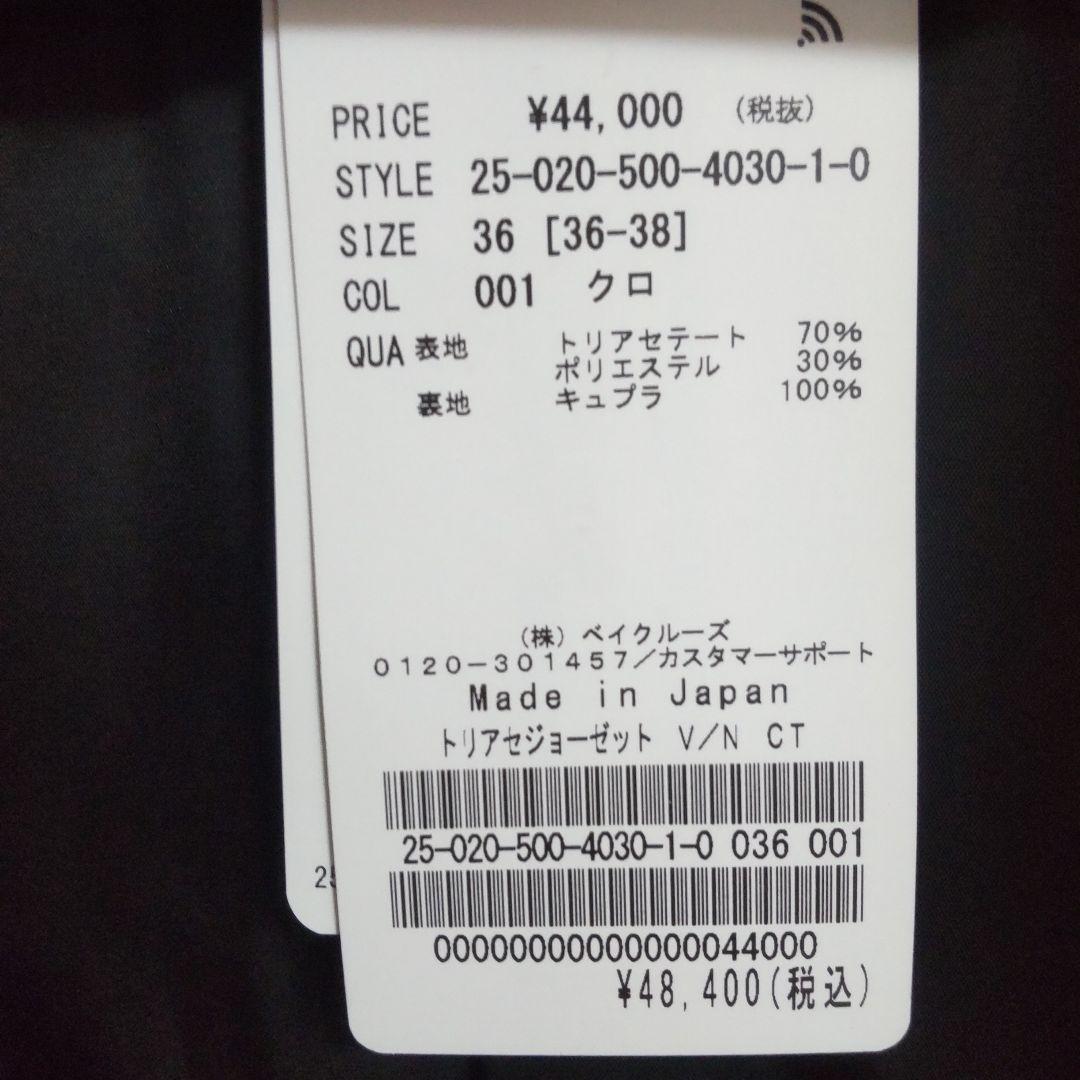 PRICE ¥44,000 (税抜)
STYLE 25-020-500-4030-1-0
SIZE 36 [36-38]
COL 001 クロ
QUA 表地 トリアセテート 70%
ポリエステル 30%
裏地 キュプラ 100%
(株) ベイクルーズ
0120-301457/カスタマーサポート
Made in Japan
トリアセジョーゼット V/N CT
25-020-500-4030-1-0 036 001
25
00000000000000044000
¥48,400(税込)